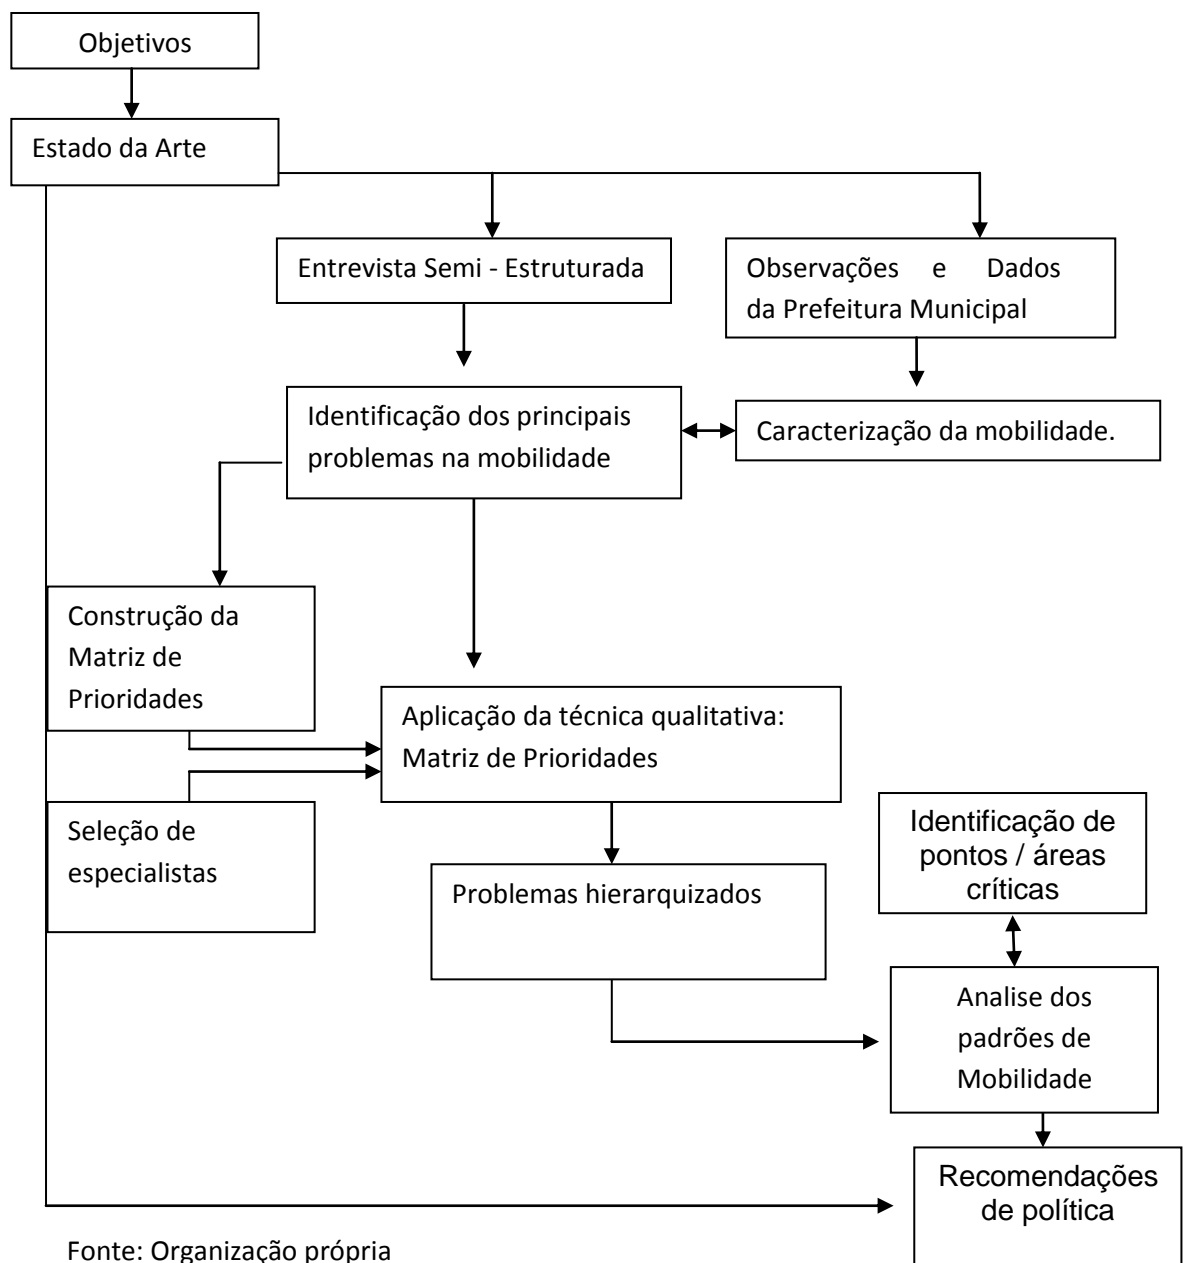 Objetivos
Estado da Arte
Entrevista Semi - Estruturada
Observações e Dados
da Prefeitura Municipal
Identificação dos principais
problemas na mobilidade
Caracterização da mobilidade.
Construção da
Matriz de
Prioridades
Aplicação da técnica qualitativa:
Matriz de Prioridades
Seleção de
especialistas
Problemas hierarquizados
Identificação de
pontos / áreas
críticas
Analise dos
padrões de
Mobilidade
Recomendações
de política
Fonte: Organização própria